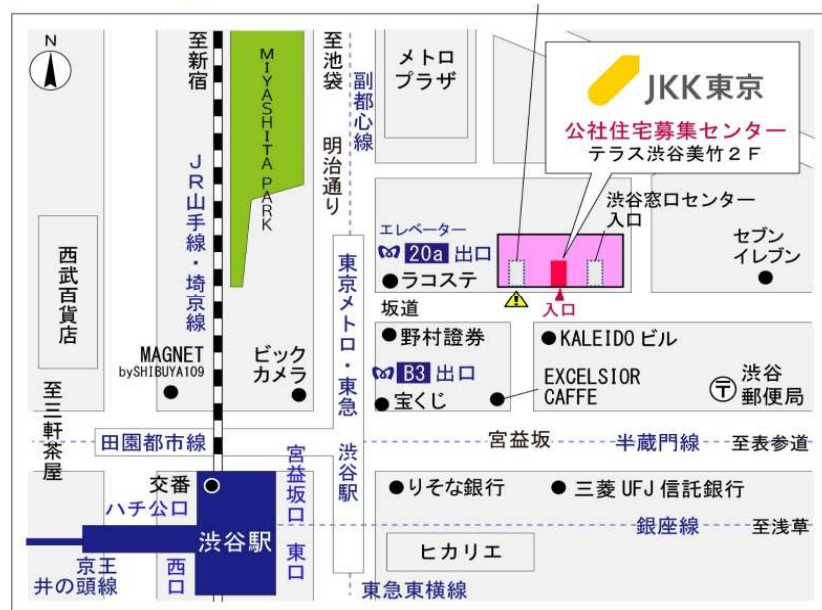 N
至新宿
MIYASHITA PARK
至池袋
副都心線
明治通り
メトロ
プラザ
JKK東京
公社住宅募集センター
テラス渋谷美竹２Ｆ
渋谷窓口センター
入口
JR山手線・埼京線
エレベーター
20a 出口
ラコステ
坂道
入口
セブン
イレブン
西武百貨店
東京メトロ・東急
渋谷駅
野村證券
KALEIDO ビル
MAGNET
bySHIBUYA109
ビック
カメラ
B3 出口
宝くじ
EXCELSIOR
CAFFE
渋谷
郵便局
至三軒茶屋
田園都市線
宮益坂
半蔵門線
至表参道
交番
ハチ公口
宮益坂口
りそな銀行
三菱 UFJ 信託銀行
渋谷駅
銀座線
至浅草
京王
井の頭線
西口
東口
ヒカリエ
東急東横線